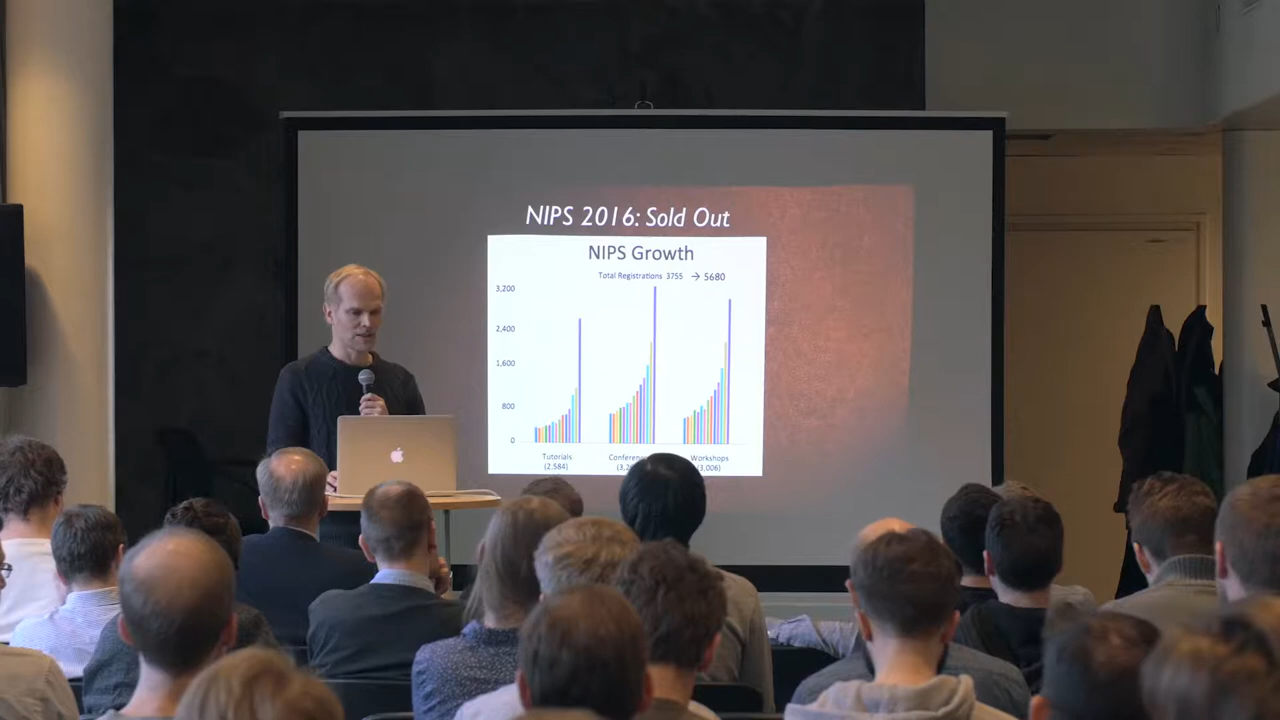 NIPS 2016: Sold Out
NIPS Growth
Total Registrations 3755 → 5680
3,200
2,400
1,600
800
0
Tutorials
Workshops
(2,584)
(3,006)